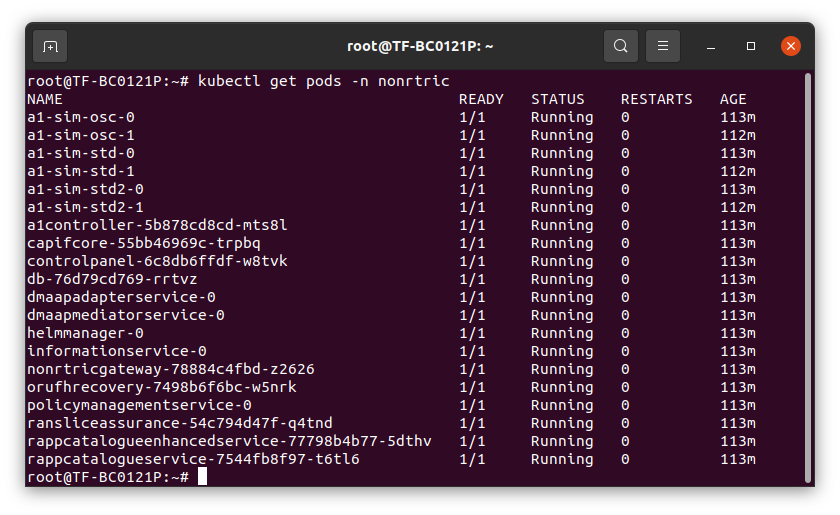 root@TF-BC0121P: ~
root@TF-BC0121P:~# kubectl get pods -n nonrtric
NAME READY STATUS RESTARTS AGE
a1-sim-osc-0 1/1 Running 0 113m
a1-sim-osc-1 1/1 Running 0 112m
a1-sim-std-0 1/1 Running 0 113m
a1-sim-std-1 1/1 Running 0 112m
a1-sim-std2-0 1/1 Running 0 113m
a1-sim-std2-1 1/1 Running 0 112m
a1controller-5b878cd8cd-mts8l 1/1 Running 0 113m
capifcore-55bb46969c-trpbq 1/1 Running 0 113m
controlpanel-6c8db6ffdf-w8tvk 1/1 Running 0 113m
db-76d79cd769-rrtvz 1/1 Running 0 113m
dmaapadapterservice-0 1/1 Running 0 113m
dmaapmediatorservice-0 1/1 Running 0 113m
helmmanager-0 1/1 Running 0 113m
informationservice-0 1/1 Running 0 113m
nonrtricgateway-78884c4fbd-z2626 1/1 Running 0 113m
orufhrecovery-7498b6f6bc-w5nrk 1/1 Running 0 113m
policymanagementservice-0 1/1 Running 0 113m
ransliceassurance-54c794d47f-q4tnd 1/1 Running 0 113m
rappcatalogueenhancedservice-77798b4b77-5dthv 1/1 Running 0 113m
rappcatalogueservice-7544fb8f97-t6tl6 1/1 Running 0 113m
root@TF-BC0121P:~#